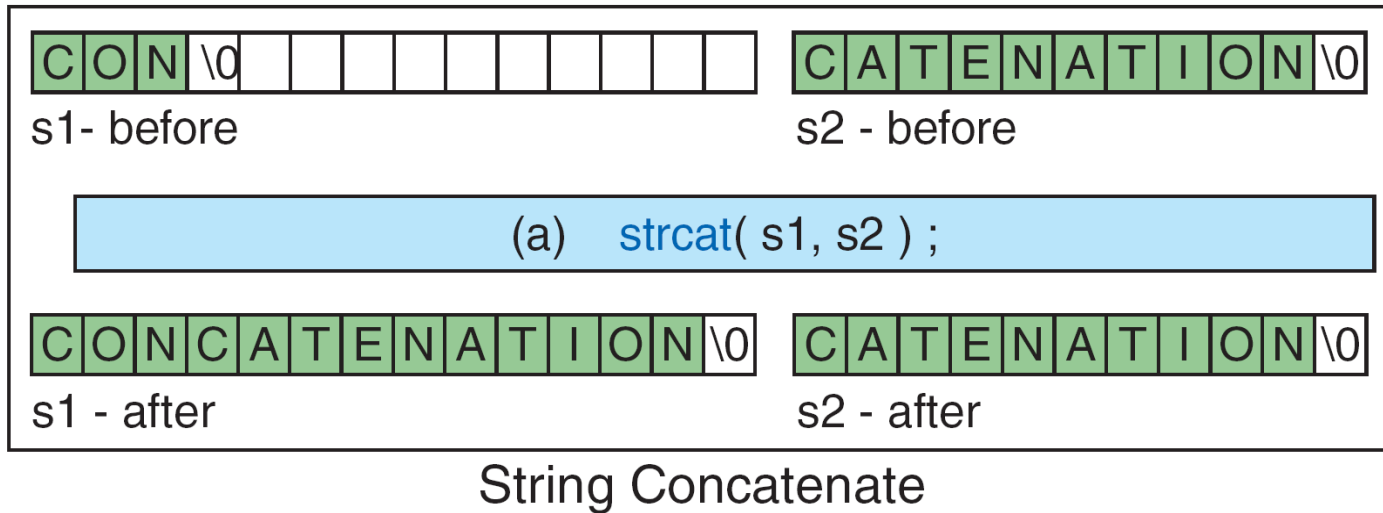 CON\0 CATENATION\0
s1- before s2 - before
(a) strcat( s1, s2 ) ;
CONCATENATION\0 CATENATION\0
s1 - after s2 - after
String Concatenate